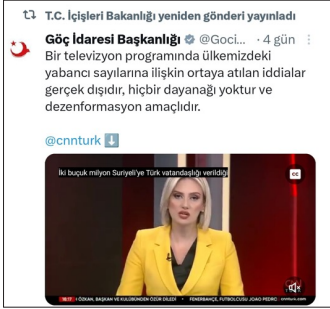 T.C. İçişleri Bakanlığı yeniden gönderi yayınladı
Göç İdaresi Başkanlığı @Goci... · 4 gün
Bir televizyon programında ülkemizdeki
yabancı sayılarına ilişkin ortaya atılan iddialar
gerçek dışıdır, hiçbir dayanağı yoktur ve
dezenformasyon amaçlıdır.
@cnnturk ⬇️
İki buçuk milyon Suriyeli'ye Türk vatandaşlığı verildiği
cc
ÖZKAN, BAŞKAN VE KULÜBÜNDEN ÖZÜR DİLEDİ • FENERBAHÇE, FUTBOLCUSU JOAO PEDRO